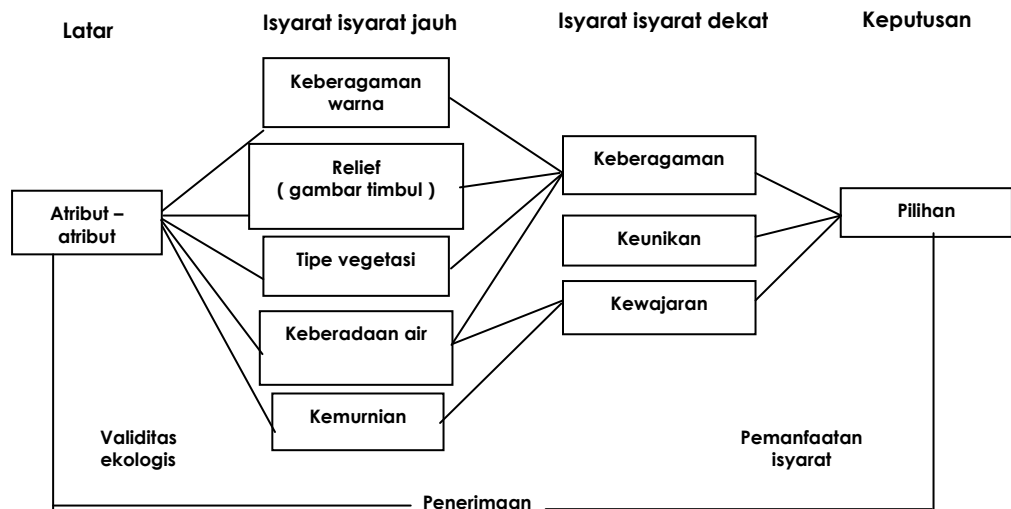 Latar
Isyarat isyarat jauh
Isyarat isyarat dekat
Keputusan
Keberagaman
warna
Relief
( gambar timbul )
Tipe vegetasi
Keberadaan air
Kemurnian
Atribut –
atribut
Keberagaman
Keunikan
Kewajaran
Pilihan
Validitas
ekologis
Pemanfaatan
isyarat
Penerimaan